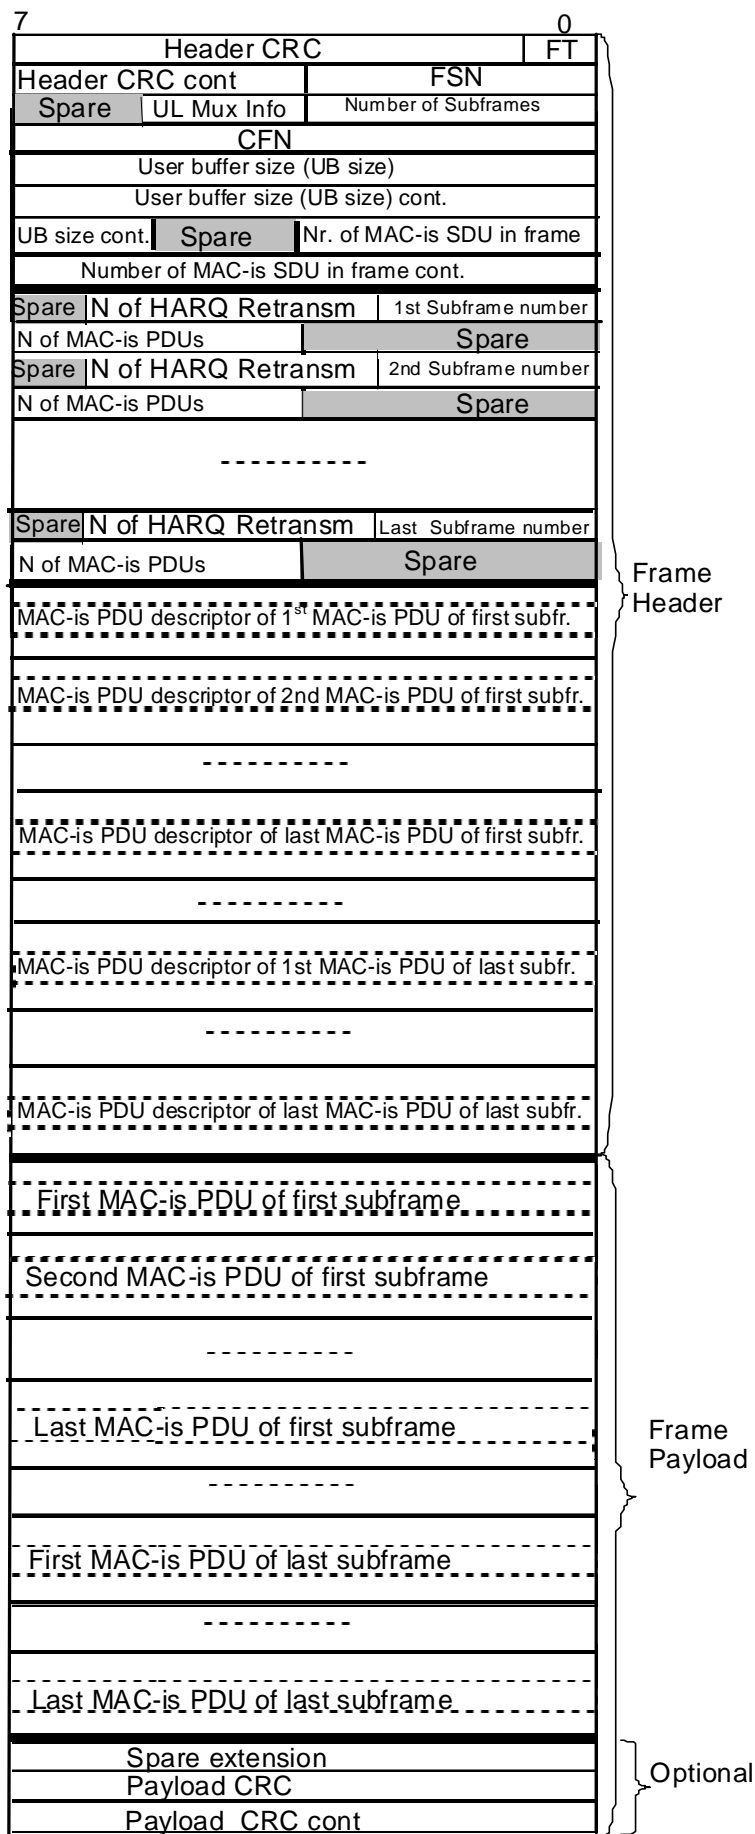 7 0
Header CRC FT
Header CRC cont FSN
Spare UL Mux Info Number of Subframes
CFN
User buffer size (UB size)
User buffer size (UB size) cont.
UB size cont. Spare Nr. of MAC-is SDU in frame
Number of MAC-is SDU in frame cont.
Spare N of HARQ Retransm 1st Subframe number
N of MAC-is PDUs Spare
Spare N of HARQ Retransm 2nd Subframe number
N of MAC-is PDUs Spare
Spare N of HARQ Retransm Last Subframe number
N of MAC-is PDUs Spare
Frame
Header
MAC-is PDU descriptor of 1st MAC-is PDU of first subfr.
MAC-is PDU descriptor of 2nd MAC-is PDU of first subfr.
MAC-is PDU descriptor of last MAC-is PDU of first subfr.
MAC-is PDU descriptor of 1st MAC-is PDU of last subfr.
MAC-is PDU descriptor of last MAC-is PDU of last subfr.
First MAC-is PDU of first subframe
Second MAC-is PDU of first subframe
Last MAC-is PDU of first subframe
Frame
Payload
First MAC-is PDU of last subframe
Last MAC-is PDU of last subframe
Spare extension
Optional
Payload CRC
Payload CRC cont